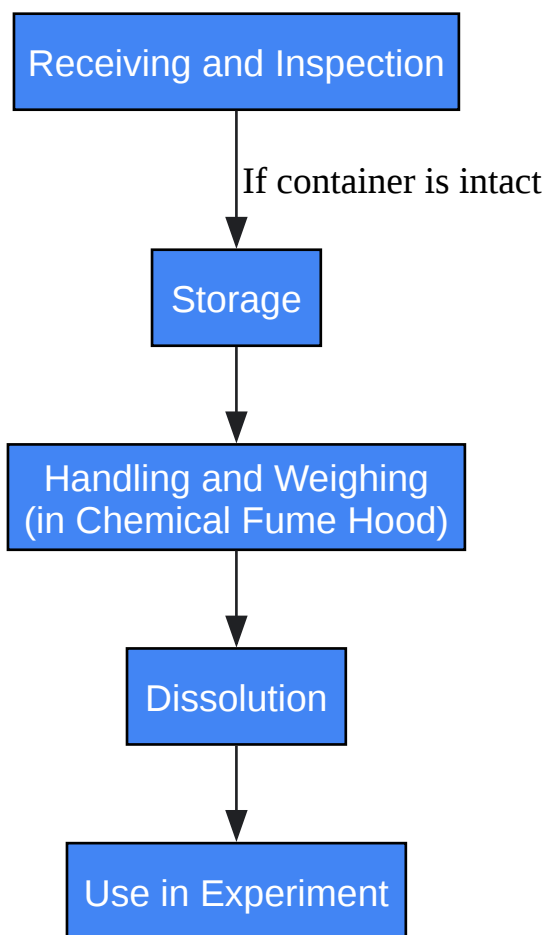 Receiving and Inspection
If container is intact
Storage
Handling and Weighing
(in Chemical Fume Hood)
Dissolution
Use in Experiment